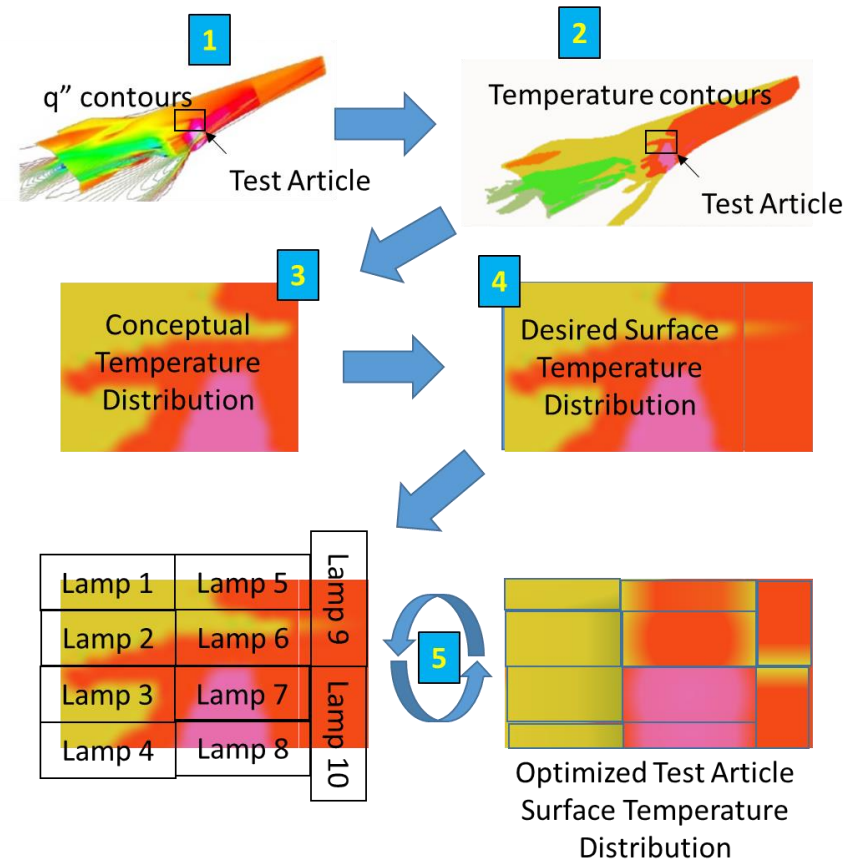 1
q” contours
Test Article
2
Temperature contours
Test Article
3
Conceptual
Temperature
Distribution
4
Desired Surface
Temperature
Distribution
Lamp 1
Lamp 5
Lamp 9
Lamp 2
Lamp 6
Lamp 3
Lamp 7
Lamp 10
Lamp 4
Lamp 8
5
Optimized Test Article
Surface Temperature
Distribution